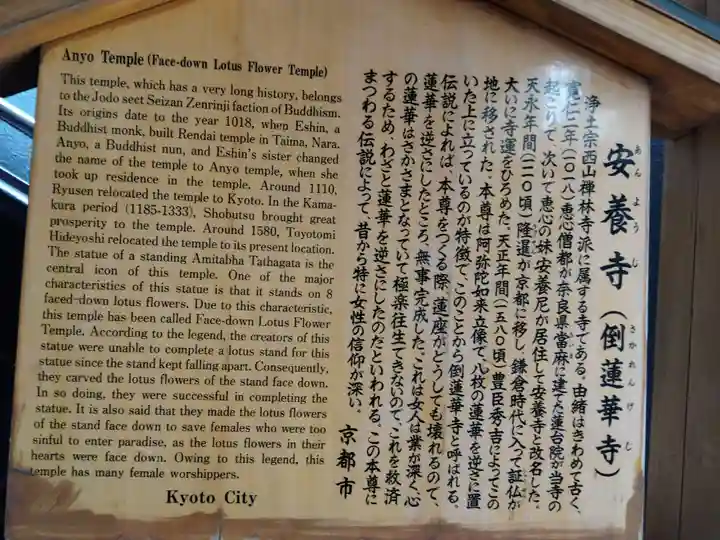 Anyo Temple (Face-down Lotus Flower Temple)
This temple, which has a very long history, belongs
to the Jodo sect Seizan Zenrinji faction of Buddhism.
Its origins date to the year 1018, when Eshin, a
Buddhist monk, built Rendai temple in Taima, Nara.
Anyo, a Buddhist nun, and Eshin's sister changed
the name of the temple to Anyo temple, when she
took up residence in the temple. Around 1110,
Ryusen relocated the temple to Kyoto. In the Kama-
kura period (1185-1333), Shobutsu brought great
prosperity to the temple. Around 1580, Toyotomi
Hideyoshi relocated the temple to its present location.
The statue of a standing Amitabha Tathagata is the
central icon of this temple. One of the major
characteristics of this statue is that it stands on 8
faced-down lotus flowers. Due to this characteristic,
this temple has been called Face-Down Lotus Flower
Temple. According to the legend, the creators of this
statue were unable to complete a lotus stand for this
statue since the stand kept falling apart. Consequently,
they carved the lotus flowers of the stand face down.
In so doing, they were successful in completing the
statue. It is also said that they made the lotus flowers
of the stand face down to save females who were too
sinful to enter paradise, as the lotus flowers in their
hearts were face down. Owing to this legend, this
temple has many female worshippers.
Kyoto City
安養寺（倒蓮華寺）
あんようじ さかれんげじ
浄土宗西山禅林寺派に属する寺である。由緒はきわめて古く、
寛仁二年（一〇一八）恵心僧都が奈良県當麻に建てた蓮台院が当寺の
起こりで、次いで恵心の妹安養尼が居住して安養寺と改名した。
天永年間（一一一〇頃）隆暹が京都に移し、鎌倉時代に入って証仏が
大いに寺運をひろめた。天正年間（一五八〇頃）豊臣秀吉によってこの
地に移された。本尊は阿弥陀如来立像で、八枚の蓮華を逆さに置
いた上に立っているのが特徴で、このことから倒蓮華寺と呼ばれる。
伝説によれば、本尊をつくる際、蓮座がどうしても壊れるので、
蓮華を逆さにしたところ、無事完成した。これは女人は業が深く、心
の蓮華はさかさまとなっていて極楽往生できないので、これを救済
するため、わざと蓮華を逆さにしたのだといわれる。この本尊に
まつわる伝説によって、昔から特に女性の信仰が深い。
京都市